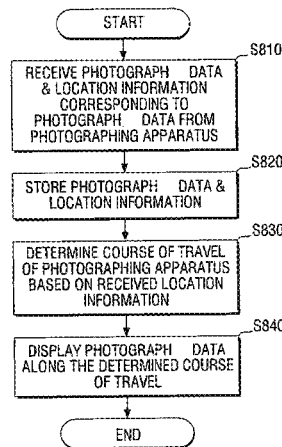 START
S810
RECEIVE PHOTOGRAPH DATA
& LOCATION INFORMATION
CORRESPONDING TO
PHOTOGRAPH DATA FROM
PHOTOGRAPHING APPARATUS
S820
STORE PHOTOGRAPH DATA &
LOCATION INFORMATION
S830
DETERMINE COURSE OF TRAVEL
OF PHOTOGRAPHING APPARATUS
BASED ON RECEIVED LOCATION
INFORMATION
S840
DISPLAY PHOTOGRAPH DATA
ALONG THE DETERMINED COURSE
OF TRAVEL
END